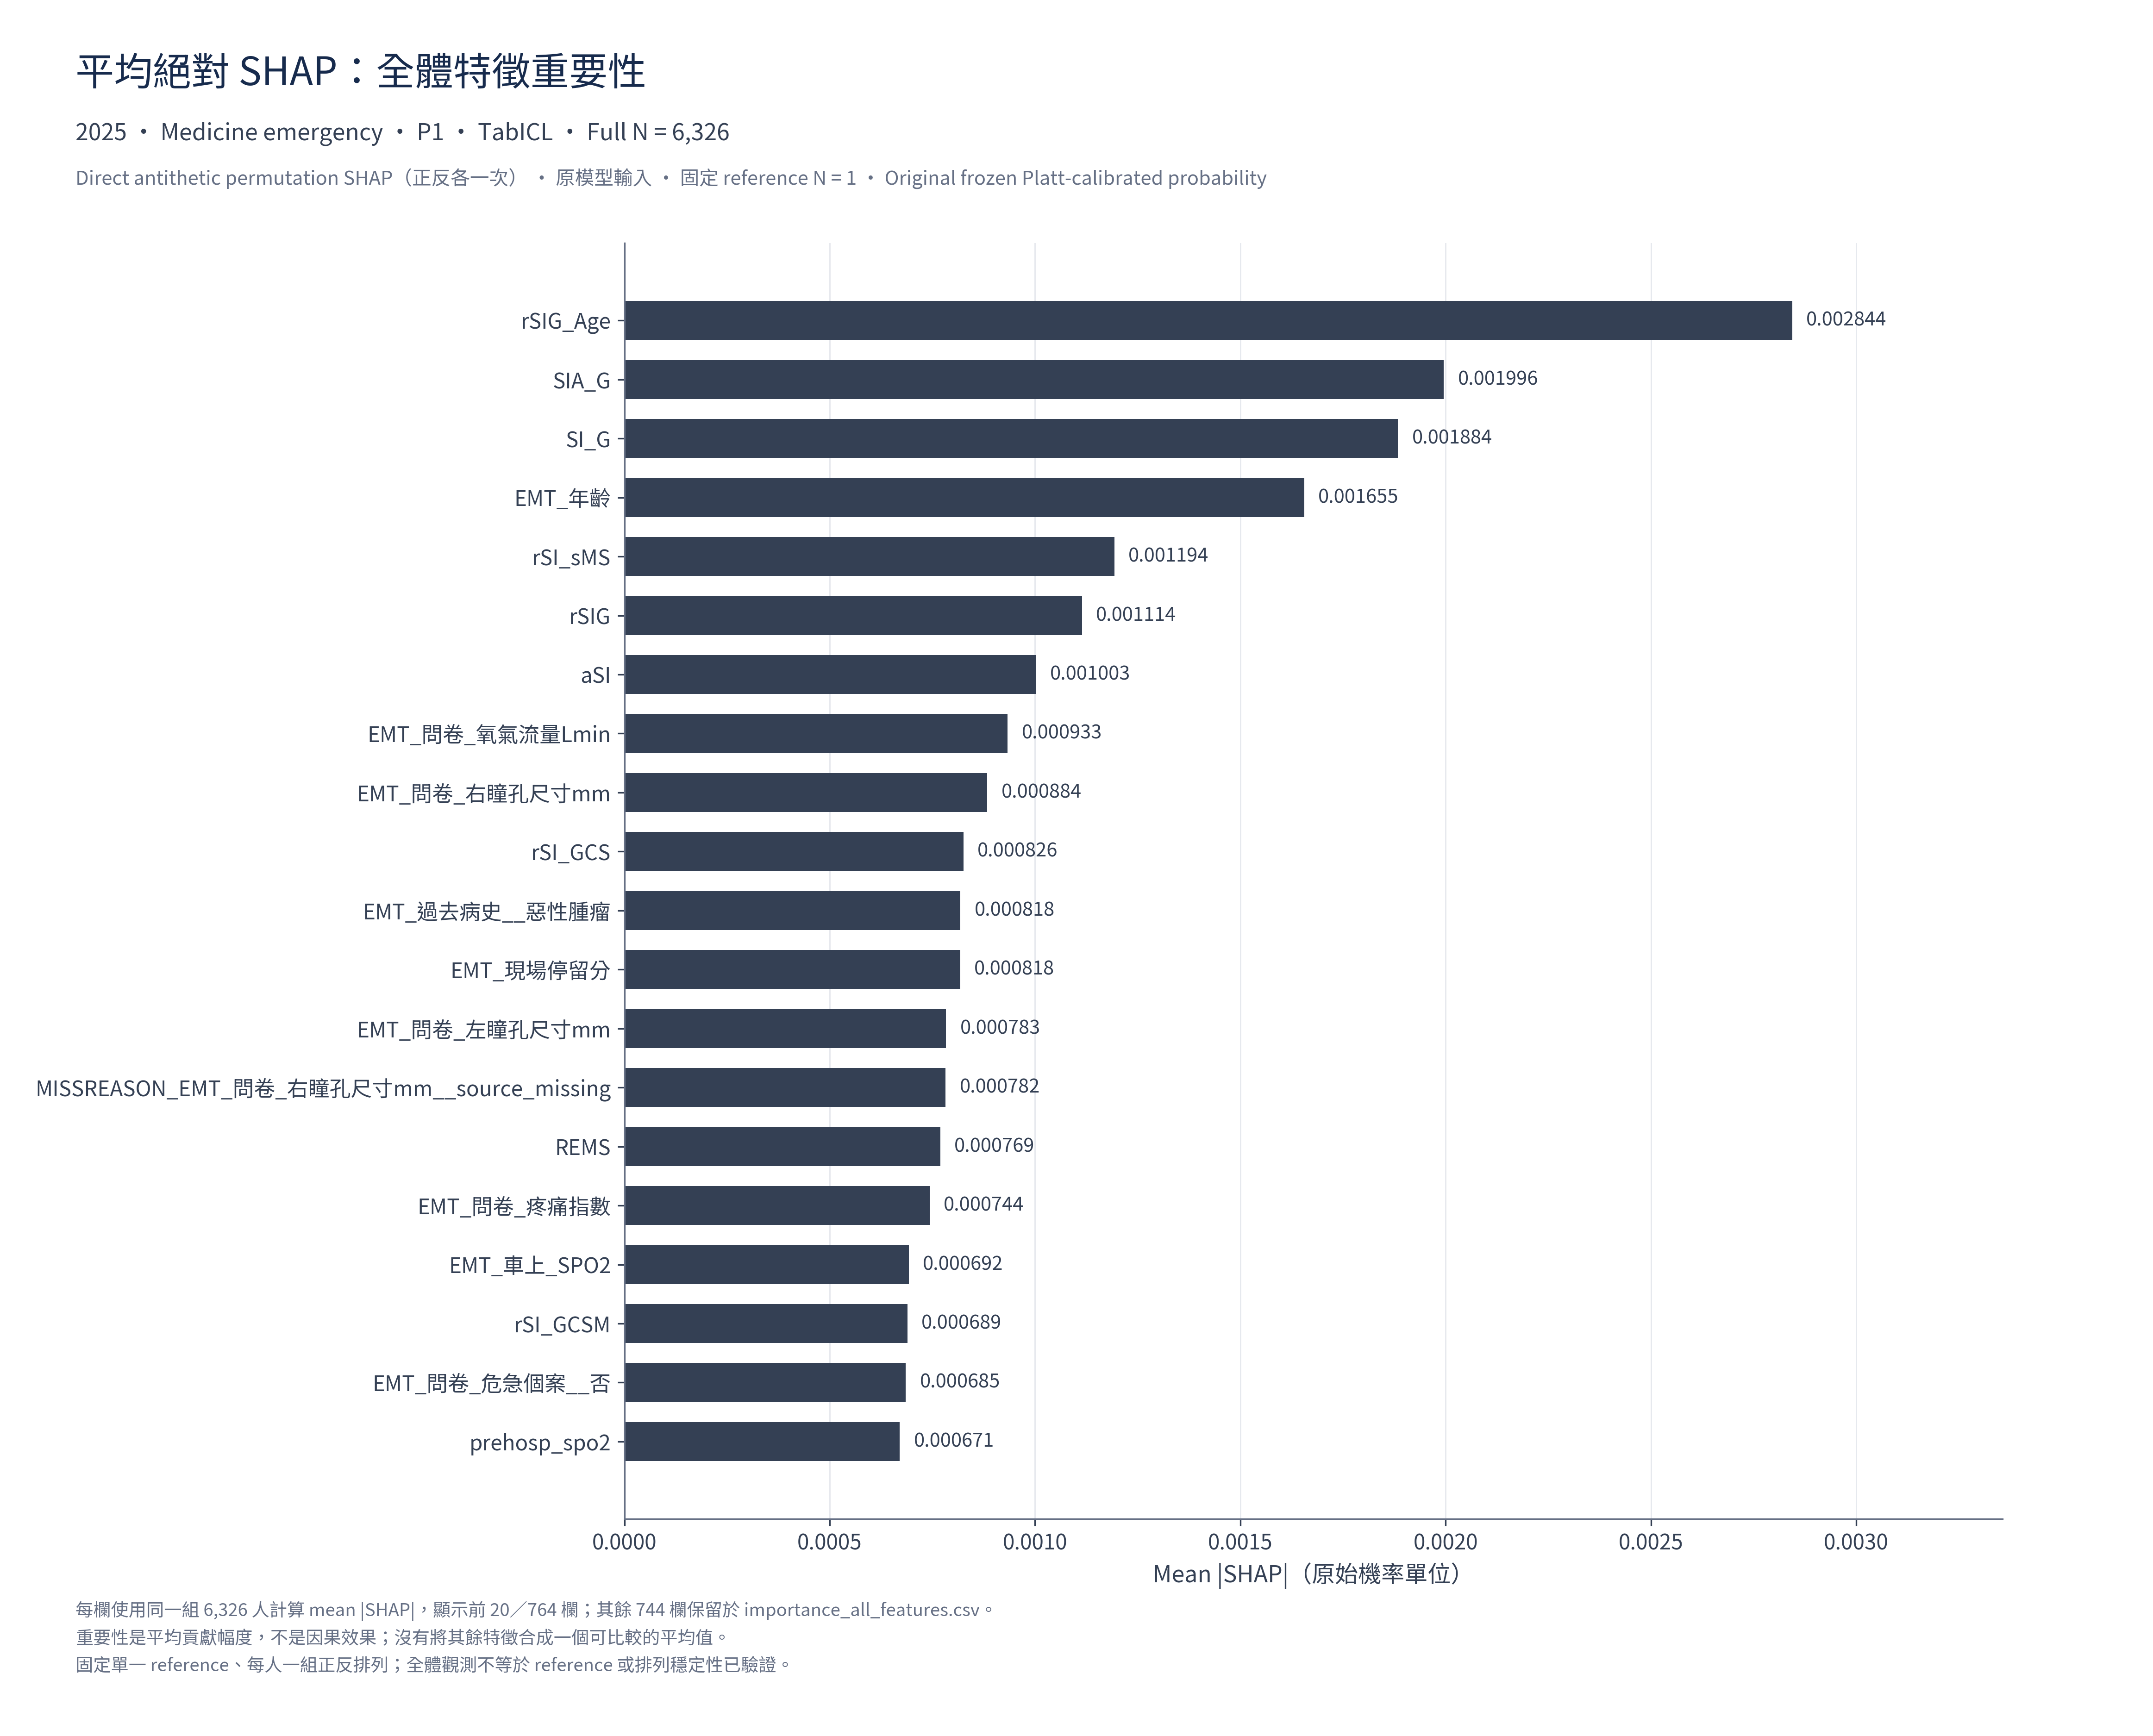 平均絕對 SHAP：全體特徵重要性
2025 • Medicine emergency • P1 • TabICL • Full N = 6,326
Direct antithetic permutation SHAP（正反各一次） • 原模型輸入 • 固定 reference N = 1 • Original frozen Platt-calibrated probability
rSIG_Age 0.002844
SIA_G 0.001996
SI_G 0.001884
EMT_年齡 0.001655
rSI_sMS 0.001194
rSIG 0.001114
aSI 0.001003
EMT_問卷_氧氣流量Lmin 0.000933
EMT_問卷_右瞳孔尺寸mm 0.000884
rSI_GCS 0.000826
EMT_過去病史__惡性腫瘤 0.000818
EMT_現場停留分 0.000818
EMT_問卷_左瞳孔尺寸mm 0.000783
MISSREASON_EMT_問卷_右瞳孔尺寸mm__source_missing 0.000782
REMS 0.000769
EMT_問卷_疼痛指數 0.000744
EMT_車上_SPO2 0.000692
rSI_GCSM 0.000689
EMT_問卷_危急個案__否 0.000685
prehosp_spo2 0.000671
0.0000 0.0005 0.0010 0.0015 0.0020 0.0025 0.0030
Mean |SHAP|（原始機率單位）
每欄使用同一組 6,326 人計算 mean |SHAP|，顯示前 20／764 欄；其餘 744 欄保留於 importance_all_features.csv。
重要性是平均貢獻幅度，不是因果效果；沒有將其餘特徵合成一個可比較的平均值。
固定單一 reference、每人一組正反排列；全體觀測不等於 reference 或排列穩定性已驗證。